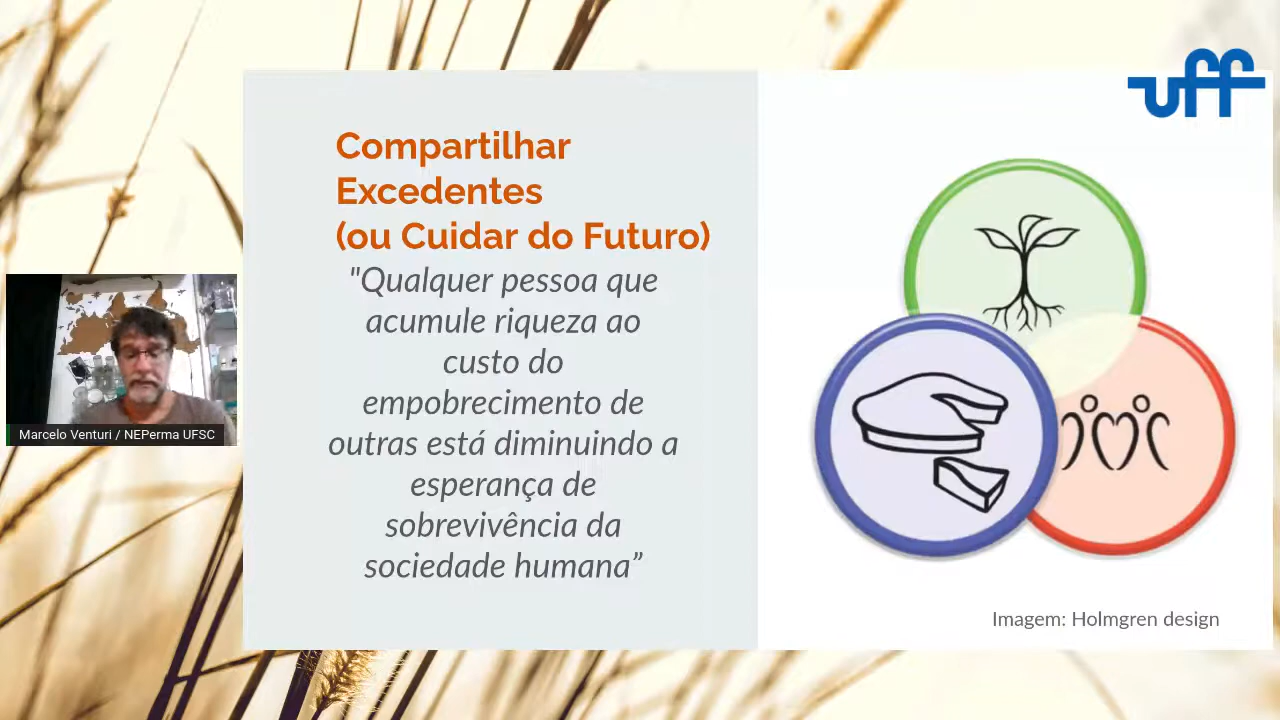 uff
Compartilhar
Excedentes
(ou Cuidar do Futuro)
"Qualquer pessoa que
acumule riqueza ao
custo do
empobrecimento de
outras está diminuindo a
esperança de
sobrevivência da
sociedade humana”
Marcelo Venturi / NEPerma UFSC
Imagem: Holmgren design